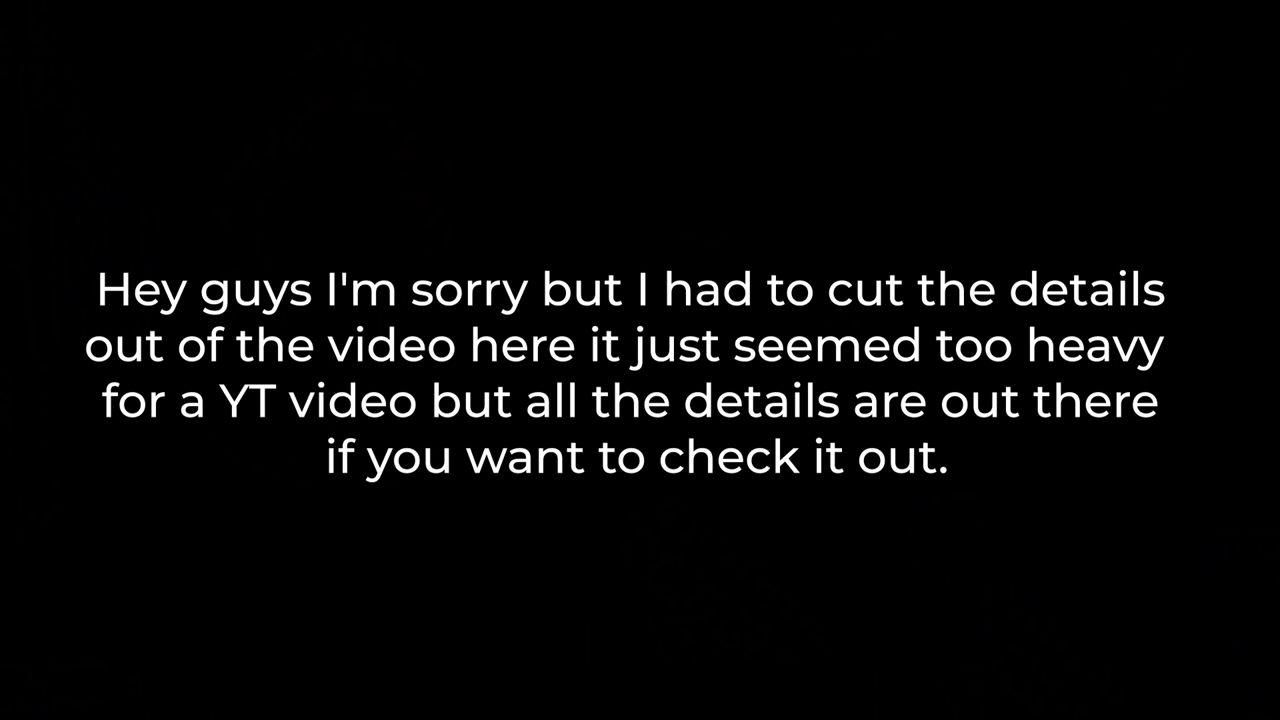 Hey guys I'm sorry but I had to cut the details
out of the video here it just seemed too heavy
for a YT video but all the details are out there
if you want to check it out.